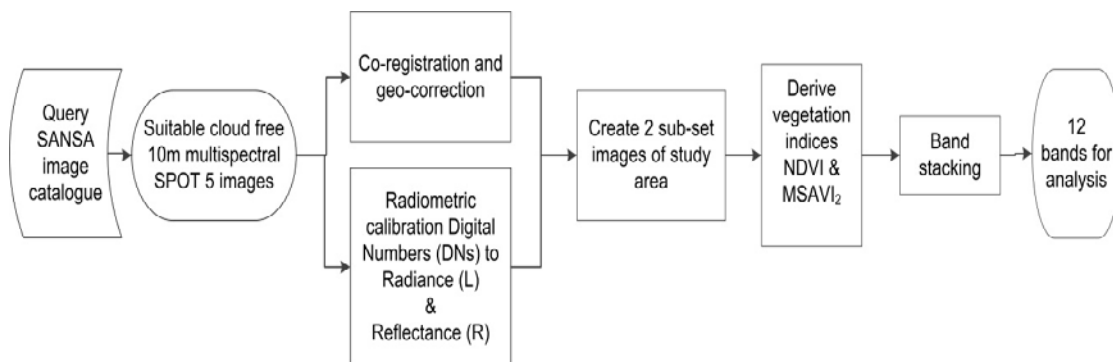 Query
SANSA
image
catalogue
Suitable cloud free
10m multispectral
SPOT 5 images
Co-registration and
geo-correction
Radiometric
calibration Digital
Numbers (DNs) to
Radiance (L)
&
Reflectance (R)
Create 2 sub-set
images of study
area
Derive
vegetation
indices
NDVI &
MSAVI₂
Band
stacking
12
bands for
analysis